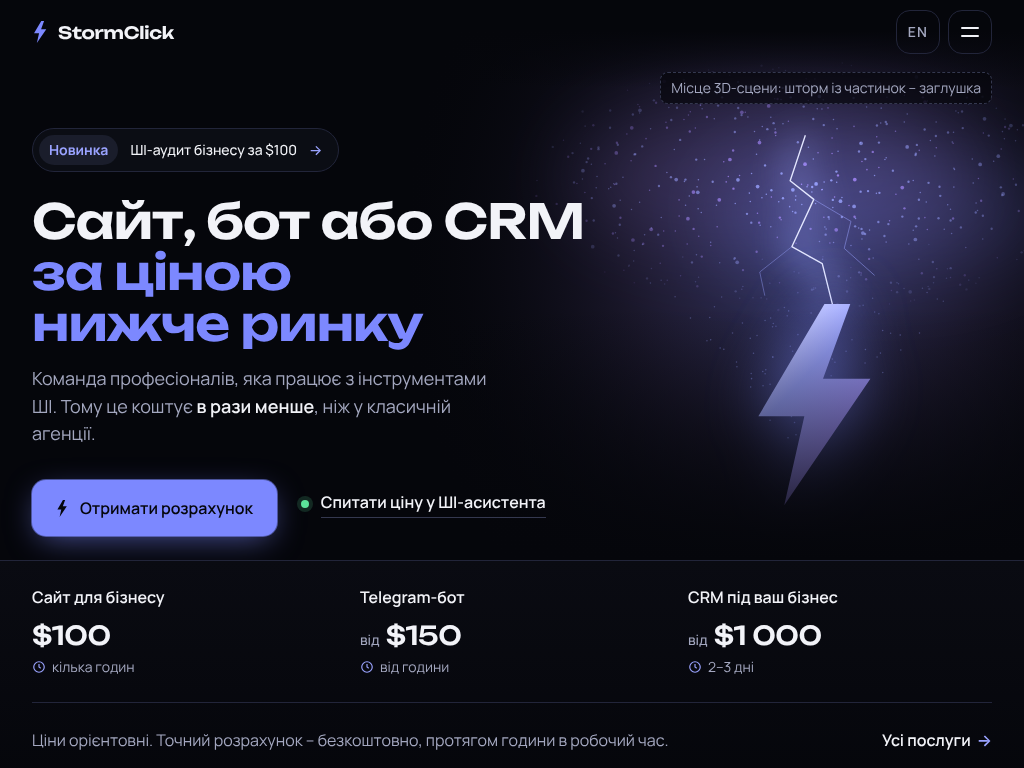 StormClick
EN
Місце 3D-сцени: шторм із частинок – заглушка
Новинка ШІ-аудит бізнесу за $100 →
Сайт, бот або CRM
за ціною
нижче ринку
Команда професіоналів, яка працює з інструментами
ШІ. Тому це коштує в рази менше, ніж у класичній
агенції.
Отримати розрахунок
Спитати ціну у ШІ-асистента
Сайт для бізнесу
$100
кілька годин
Telegram-бот
від $150
від години
CRM під ваш бізнес
від $1 000
2–3 дні
Ціни орієнтовні. Точний розрахунок – безкоштовно, протягом години в робочий час.
Усі послуги →